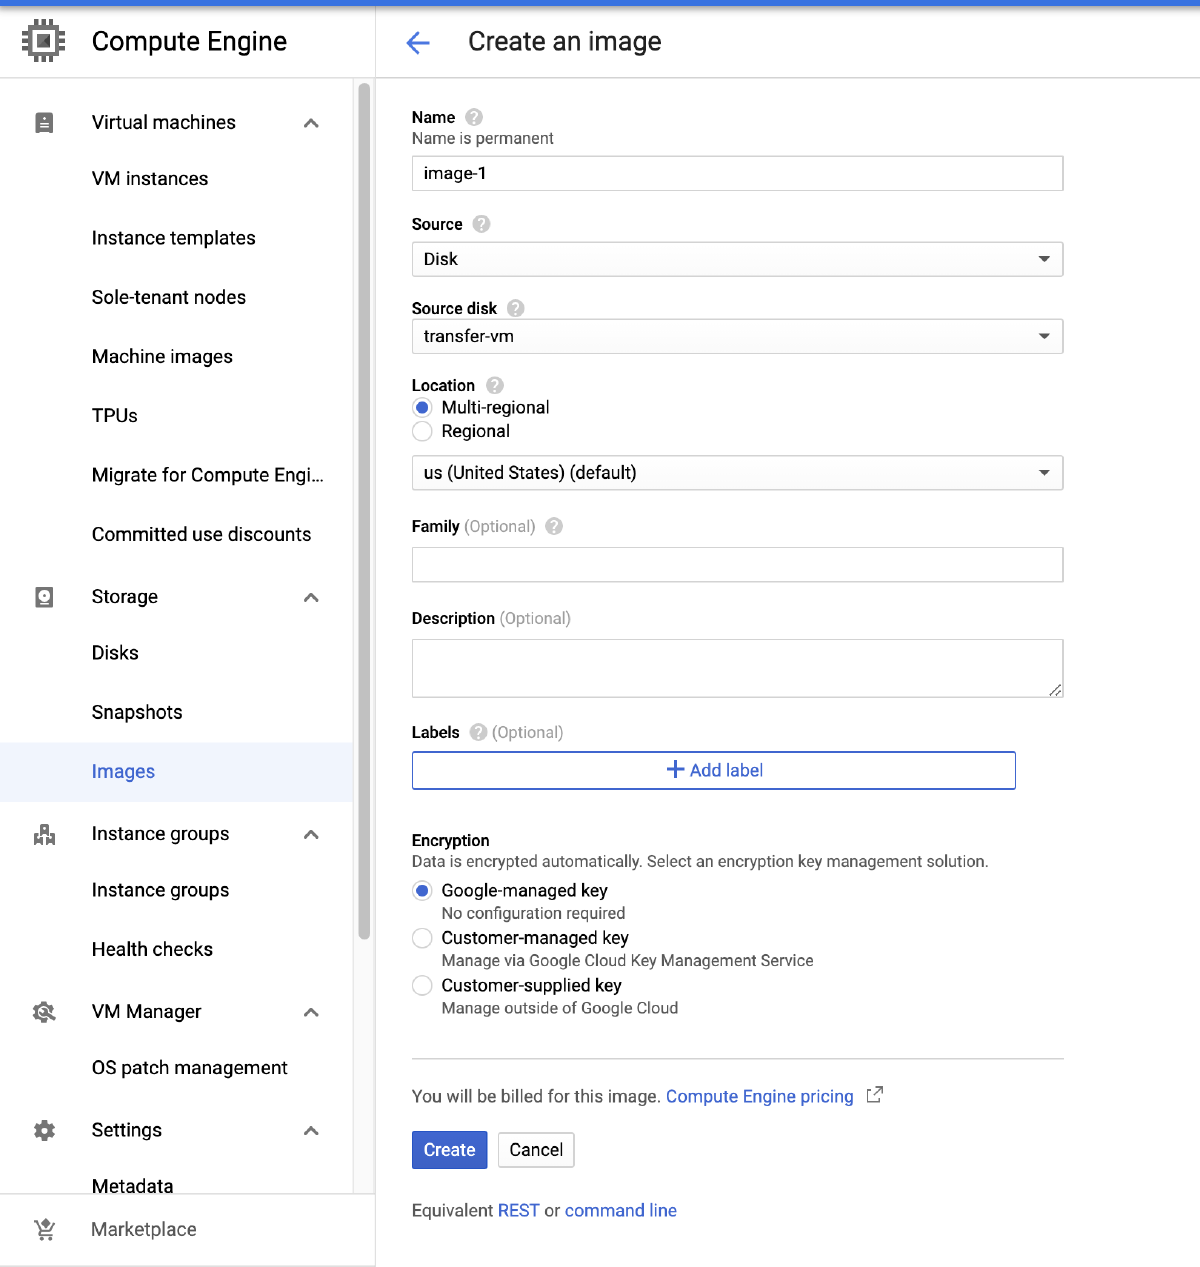 Compute Engine
Create an image
Virtual machines
VM instances
Instance templates
Sole-tenant nodes
Machine images
TPUs
Migrate for Compute Engi...
Committed use discounts
Storage
Disks
Snapshots
Images
Instance groups
Instance groups
Health checks
VM Manager
OS patch management
Settings
Metadata
Marketplace
Name
Name is permanent
image-1
Source
Disk
Source disk
transfer-vm
Location
Multi-regional
Regional
us (United States) (default)
Family (Optional)
Description (Optional)
Labels (Optional)
+ Add label
Encryption
Data is encrypted automatically. Select an encryption key management solution.
Google-managed key
No configuration required
Customer-managed key
Manage via Google Cloud Key Management Service
Customer-supplied key
Manage outside of Google Cloud
You will be billed for this image. Compute Engine pricing
Create Cancel
Equivalent REST or command line